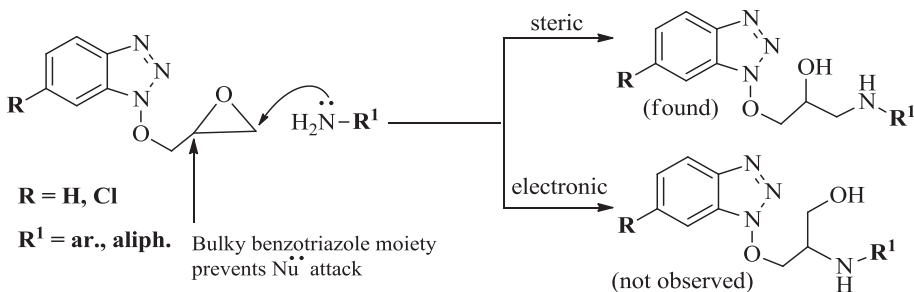 steric
N
N
N
R
O
O
H₂N–R¹
R = H, Cl
R¹ = ar., aliph.
Bulky benzotriazole moiety
prevents Nü attack
N
N
N
R
O
OH
H
N
R¹
(found)
electronic
N
N
N
R
O
OH
N
H
R¹
(not observed)